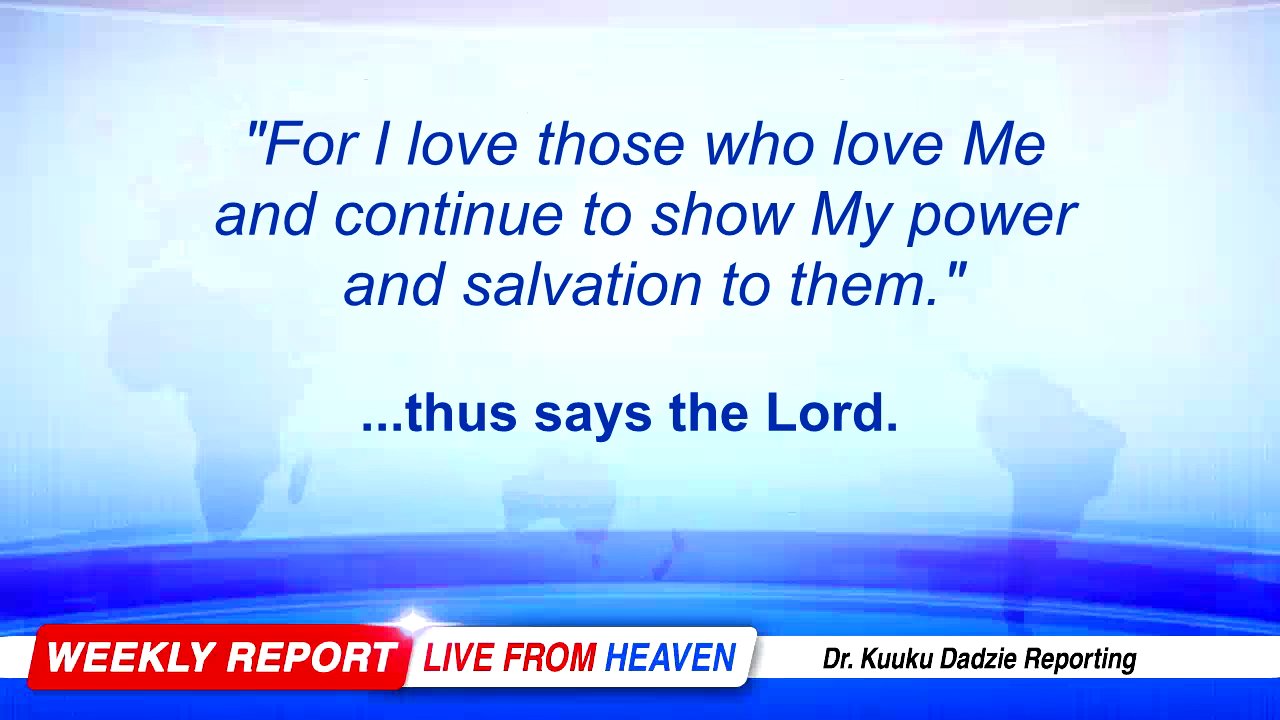 "For I love those who love Me
and continue to show My power
and salvation to them."
...thus says the Lord.
WEEKLY REPORT LIVE FROM HEAVEN Dr. Kuuku Dadzie Reporting